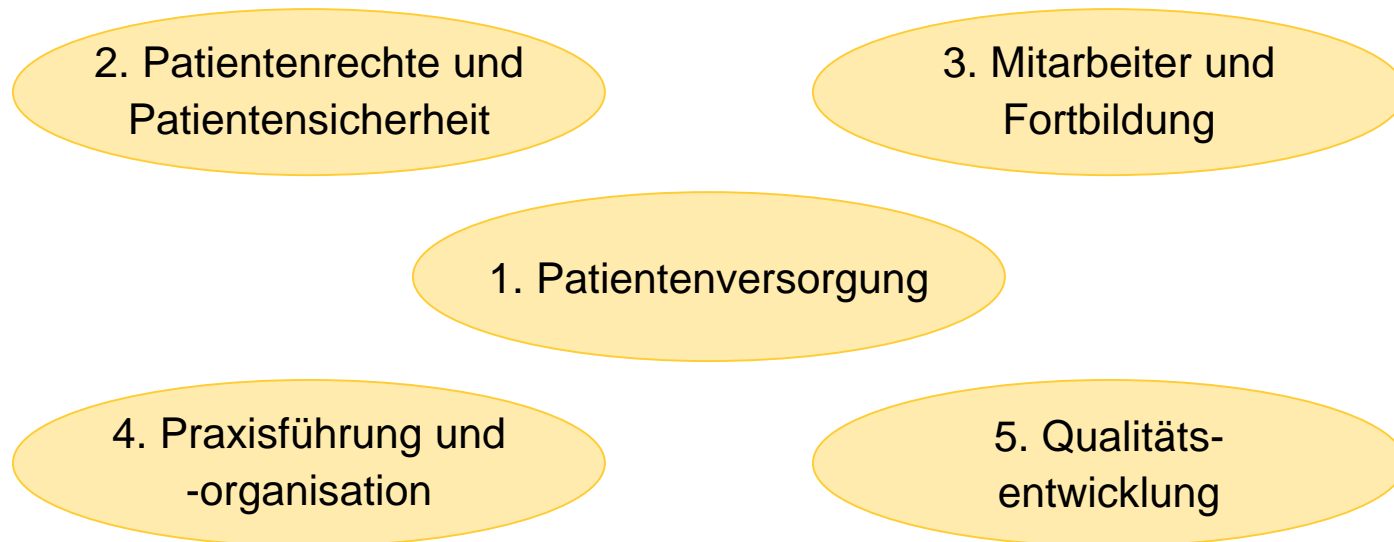 2. Patientenrechte und
Patientensicherheit
3. Mitarbeiter und
Fortbildung
1. Patientenversorgung
4. Praxisführung und
-organisation
5. Qualitäts-
entwicklung